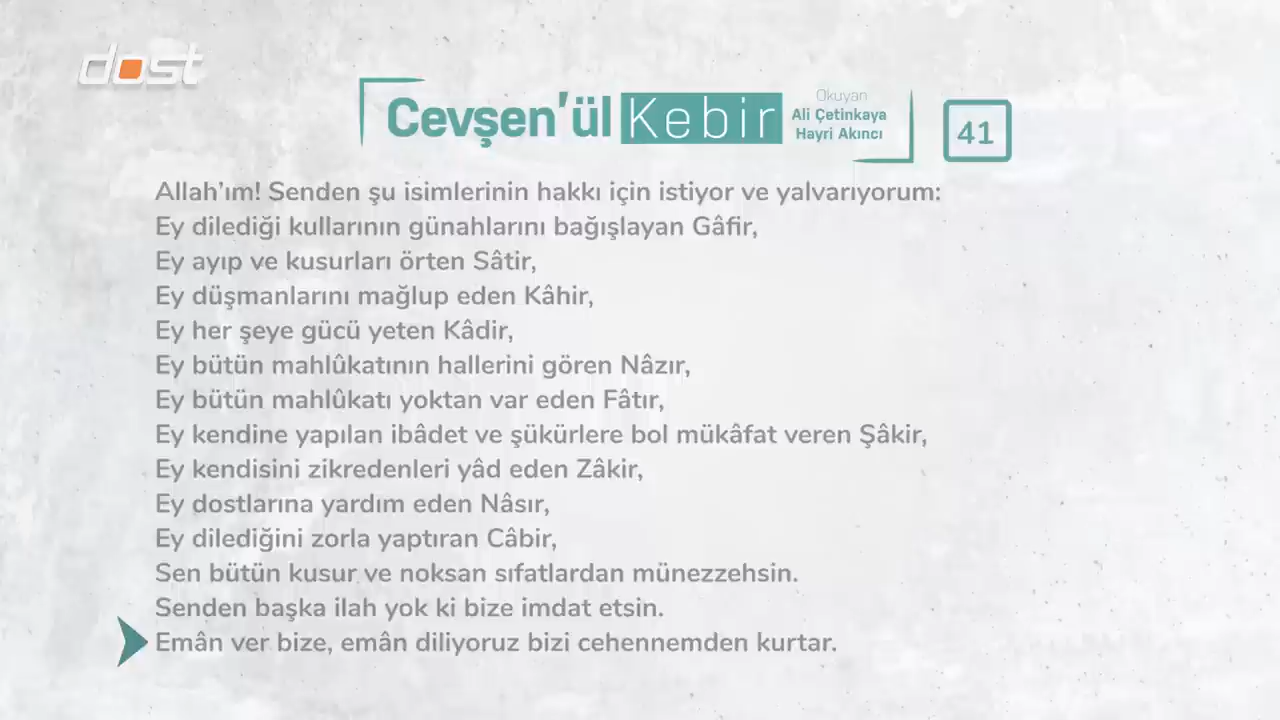 dost
Cevşen'ül Kebir
Okuyan
Ali Çetinkaya
Hayri Akıncı
41
Allah'ım! Senden şu isimlerinin hakkı için istiyor ve yalvarıyorum:
Ey dilediği kullarının günahlarını bağışlayan Gâfir,
Ey ayıp ve kusurları örten Sâtir,
Ey düşmanlarını mağlup eden Kâhir,
Ey her şeye gücü yeten Kâdir,
Ey bütün mahlûkatının hallerini gören Nâzır,
Ey bütün mahlûkatı yoktan var eden Fâtır,
Ey kendine yapılan ibâdet ve şükürlere bol mükâfat veren Şâkir,
Ey kendisini zikredenleri yâd eden Zâkir,
Ey dostlarına yardım eden Nâsır,
Ey dilediğini zorla yaptıran Câbir,
Sen bütün kusur ve noksan sıfatlardan münezzehsin.
Senden başka ilah yok ki bize imdat etsin.
Emân ver bize, emân diliyoruz bizi cehennemden kurtar.